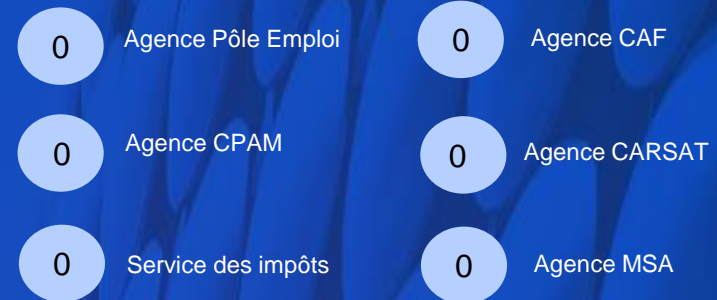 0 Agence Pôle Emploi
0 Agence CAF
0 Agence CPAM
0 Agence CARSAT
0 Service des impôts
0 Agence MSA